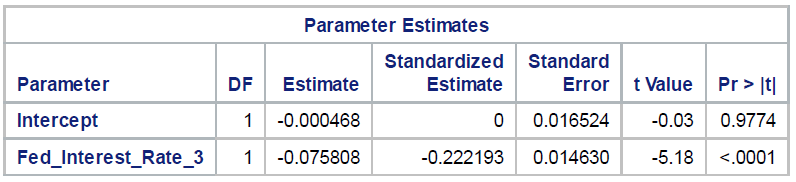 Parameter Estimates
Parameter DF Estimate Standardized Estimate Standard Error t Value Pr > |t|
Intercept 1 -0.000468 0 0.016524 -0.03 0.9774
Fed_Interest_Rate_3 1 -0.075808 -0.222193 0.014630 -5.18 <.0001